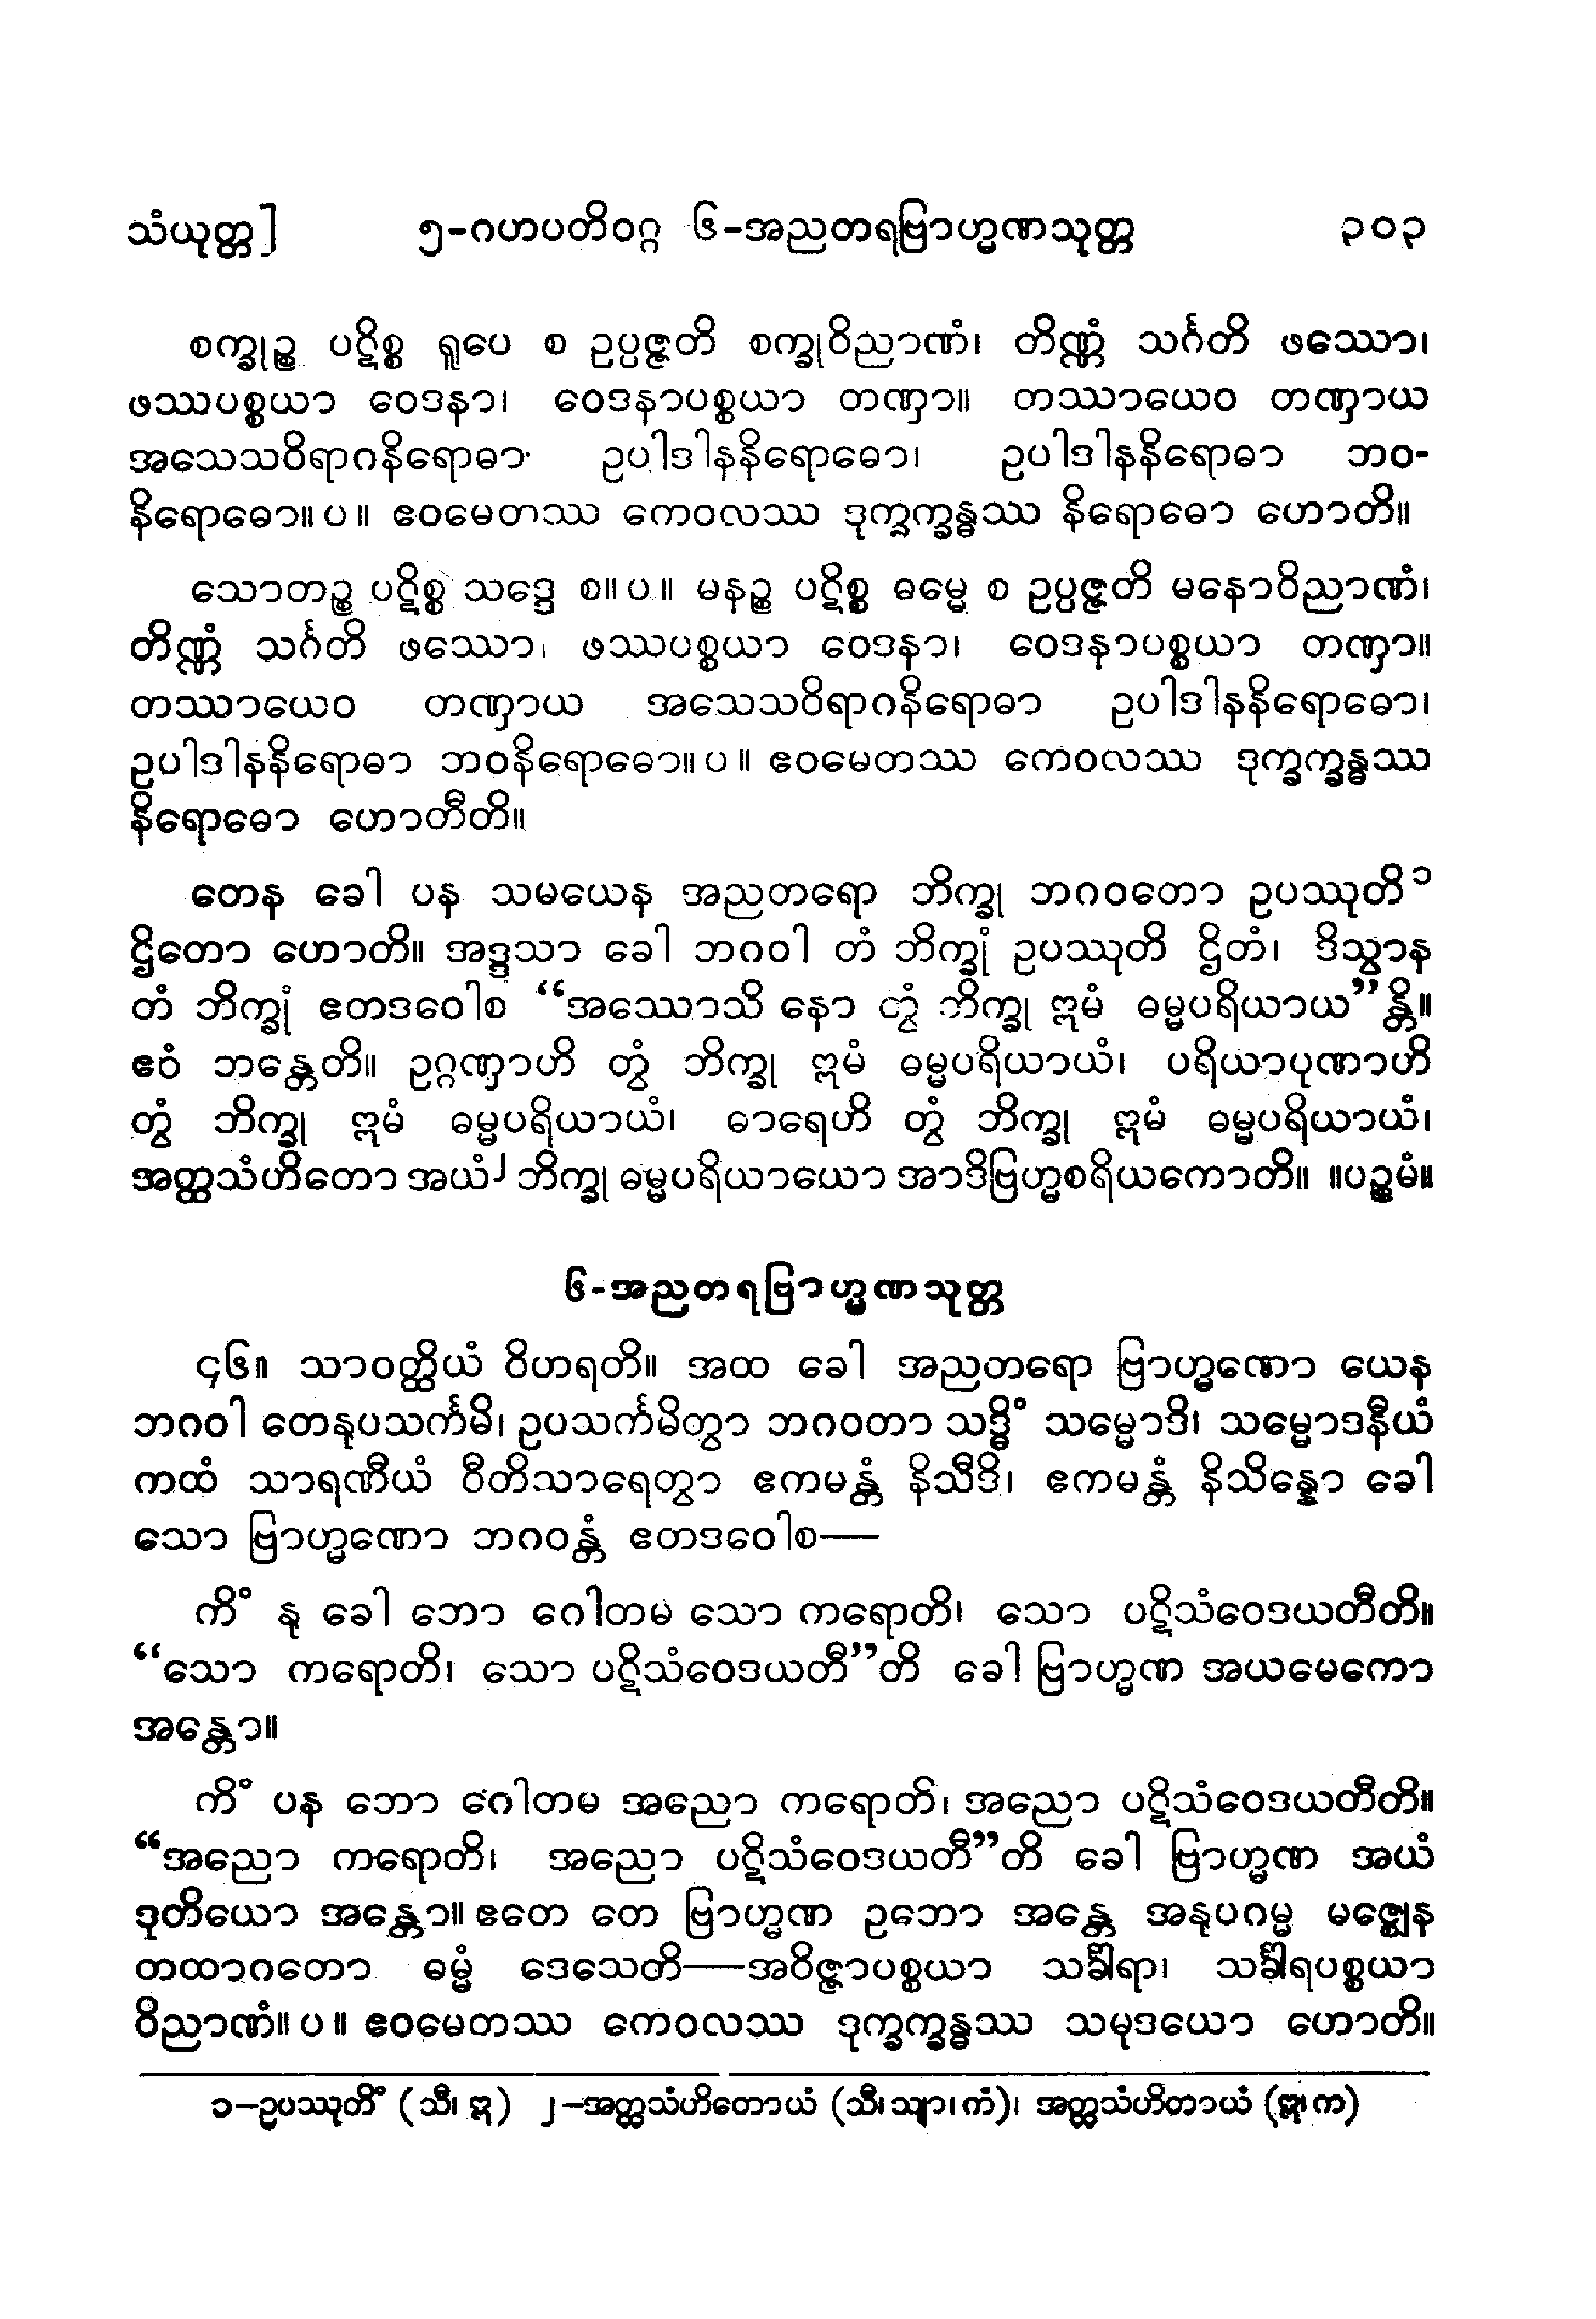 သံယုတ္တ] ၅-ဂဟပတိဝဂ္ဂ ၆-အညတရဗြာဟ္မဏသုတ္တ ၃၀၃
စက္ခုဉ္စ ပဋိစ္စ ရူပေ စ ဥပ္ပဇ္ဇတိ စက္ခုဝိညာဏံ၊ တိဏ္ဏံ သင်္ဂတိ ဖဿော၊
ဖဿပစ္စယာ ဝေဒနာ၊ ဝေဒနာပစ္စယာ တဏှာ။ တဿာယေဝ တဏှာယ
အသေသဝိရာဂနိရောဓာ ဥပါဒါနနိရောဓော၊ ဥပါဒါနနိရောဓာ ဘဝ-
နိရောဓော။ ပ ။ ဧဝမေတဿ ကေဝလဿ ဒုက္ခက္ခန္ဓဿ နိရောဓော ဟောတိ။
သောတဉ္စ ပဋိစ္စ သဒ္ဒေ စ။ ပ ။ မနဉ္စ ပဋိစ္စ ဓမ္မေ စ ဥပ္ပဇ္ဇတိ မနောဝိညာဏံ၊
တိဏ္ဏံ သင်္ဂတိ ဖဿော၊ ဖဿပစ္စယာ ဝေဒနာ၊ ဝေဒနာပစ္စယာ တဏှာ။
တဿာယေဝ တဏှာယ အသေသဝိရာဂနိရောဓာ ဥပါဒါနနိရောဓော၊
ဥပါဒါနနိရောဓာ ဘဝနိရောဓော။ ပ ။ ဧဝမေတဿ ကေဝလဿ ဒုက္ခက္ခန္ဓဿ
နိရောဓော ဟောတီတိ။
တေန ခေါ ပန သမယေန အညတရော ဘိက္ခု ဘဂဝတော ဥပဿုတိ ၁
ဌိတော ဟောတိ။ အဒ္ဒသာ ခေါ ဘဂဝါ တံ ဘိက္ခုံ ဥပဿုတိ ဌိတံ၊ ဒိသွာန
တံ ဘိက္ခုံ ဧတဒဝေါစ “အဿောသိ နော တွံ ဘိက္ခု ဣမံ ဓမ္မပရိယာယ”န္တိ။
ဧဝံ ဘန္တေတိ။ ဥဂ္ဂဏှာဟိ တွံ ဘိက္ခု ဣမံ ဓမ္မပရိယာယံ၊ ပရိယာပုဏာဟိ
တွံ ဘိက္ခု ဣမံ ဓမ္မပရိယာယံ၊ ဓာရေဟိ တွံ ဘိက္ခု ဣမံ ဓမ္မပရိယာယံ၊
အတ္ထသံဟိတော အယံ၂ ဘိက္ခု ဓမ္မပရိယာယော အာဒိဗြဟ္မစရိယကောတိ။ ။ပဉ္စမံ။
၆-အညတရဗြာဟ္မဏသုတ္တ
၄၆။ သာဝတ္ထိယံ ဝိဟရတိ။ အထ ခေါ အညတရော ဗြာဟ္မဏော ယေန
ဘဂဝါ တေနုပသင်္ကမိ၊ ဥပသင်္ကမိတွာ ဘဂဝတာ သဒ္ဓိံ သမ္မောဒိ၊ သမ္မောဒနီယံ
ကထံ သာရဏီယံ ဝီတိသာရေတွာ ဧကမန္တံ နိသီဒိ၊ ဧကမန္တံ နိသိန္နော ခေါ
သော ဗြာဟ္မဏော ဘဂဝန္တံ ဧတဒဝေါစ—
ကိံ နု ခေါ ဘော ဂေါတမ သော ကရောတိ၊ သော ပဋိသံဝေဒယတီတိ။
“သော ကရောတိ၊ သော ပဋိသံဝေဒယတီ”တိ ခေါ ဗြာဟ္မဏ အယမေကော
အန္တော။
ကိံ ပန ဘော ဂေါတမ အညော ကရောတိ၊ အညော ပဋိသံဝေဒယတီတိ။
“အညော ကရောတိ၊ အညော ပဋိသံဝေဒယတီ”တိ ခေါ ဗြာဟ္မဏ အယံ
ဒုတိယော အန္တော။ ဧတေ တေ ဗြာဟ္မဏ ဥဘော အန္တေ အနုပဂမ္မ မဇ္ဈေန
တထာဂတော ဓမ္မံ ဒေသေတိ—အဝိဇ္ဇာပစ္စယာ သင်္ခါရာ၊ သင်္ခါရပစ္စယာ
ဝိညာဏံ။ ပ ။ ဧဝမေတဿ ကေဝလဿ ဒုက္ခက္ခန္ဓဿ သမုဒယော ဟောတိ။
၁-ဥပဿုတိံ (သီ၊ ဣ) ၂-အတ္ထသံဟိတောယံ (သီ၊ သျာ၊ ကံ)၊ အတ္ထသံဟိတာယံ (ဣ၊ က)